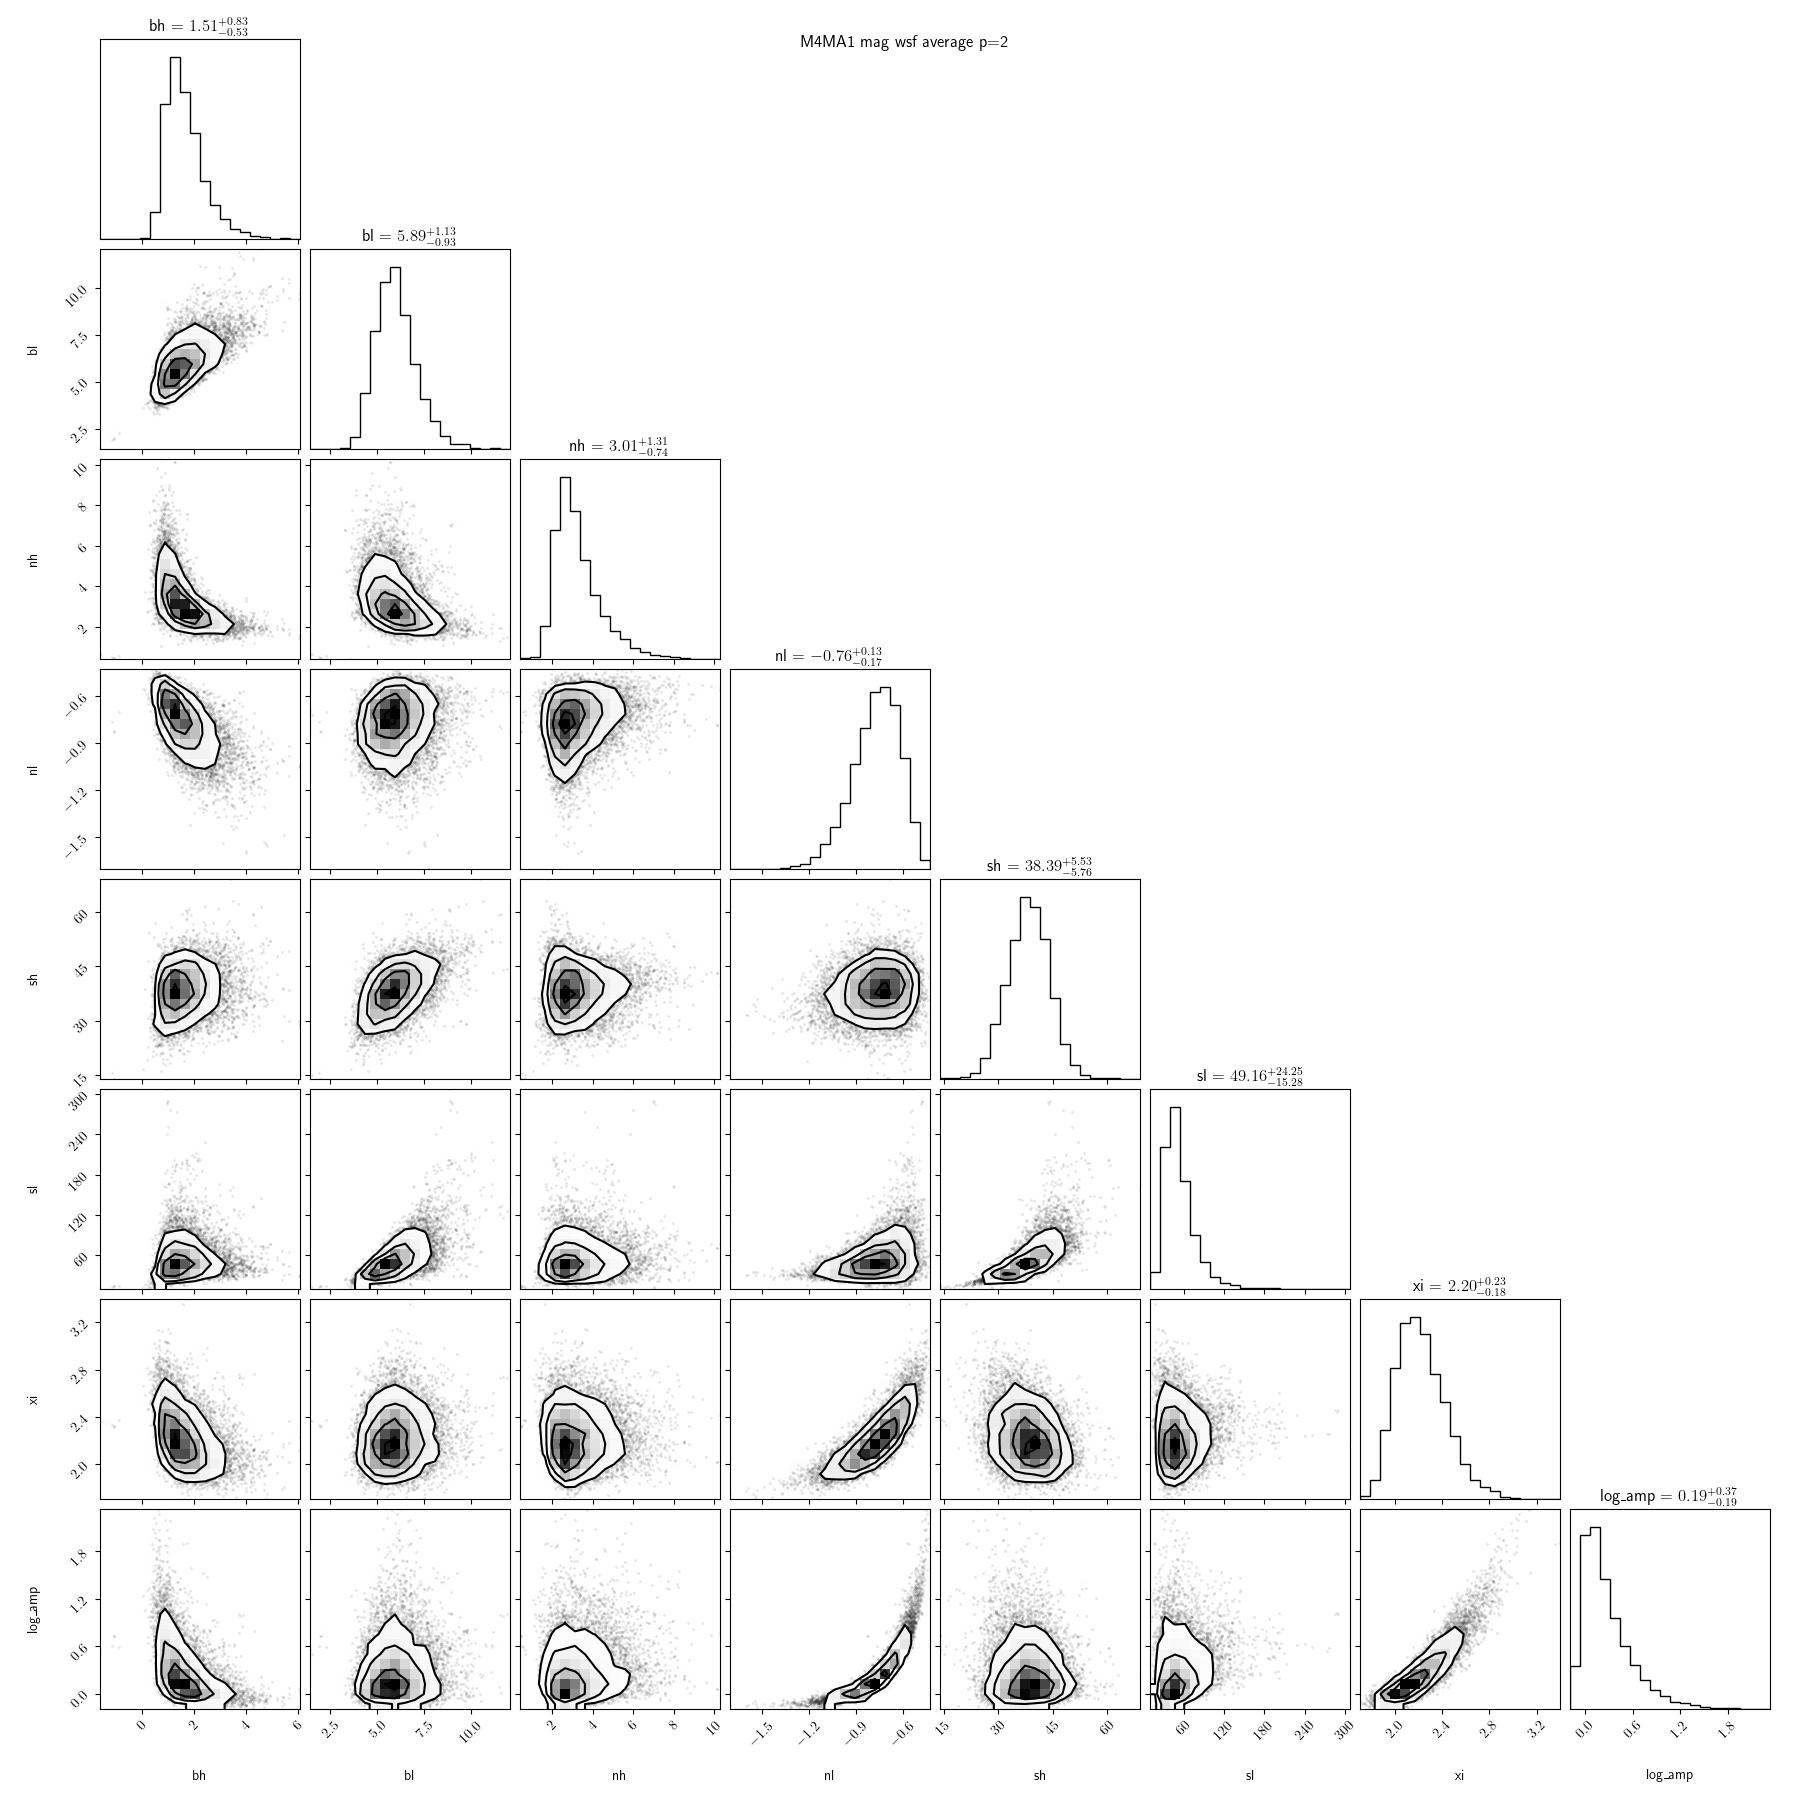 M4MA1 mag wsf average p=2
bh = 1.51^{+0.83}_{-0.53}
bl = 5.89^{+1.13}_{-0.93}
bl
10.0
7.5
5.0
2.5
nh = 3.01^{+1.31}_{-0.74}
nh
10
8
6
4
2
nl = −0.76^{+0.13}_{-0.17}
nl
−0.6
−0.9
−1.2
−1.5
sh = 38.39^{+5.53}_{-5.76}
sh
60
45
30
15
sl = 49.16^{+24.25}_{-15.28}
sl
300
240
180
120
60
xi = 2.20^{+0.23}_{-0.18}
xi
3.2
2.8
2.4
2.0
log_amp = 0.19^{+0.37}_{-0.19}
log_amp
1.8
1.2
0.6
0.0
0 2 4 6
2.5 5.0 7.5 10.0
2 4 6 8 10
−1.5 −1.2 −0.9 −0.6
15 30 45 60
60 120 180 240 300
2.0 2.4 2.8 3.2
0.0 0.6 1.2 1.8
bh bl nh nl sh sl xi log_amp